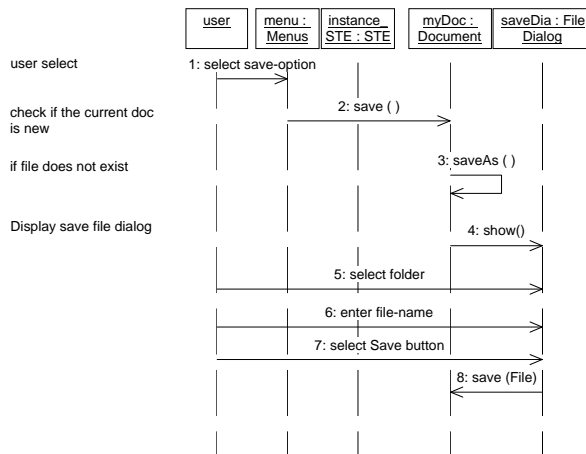 user
menu :
Menus
instance_
STE : STE
myDoc :
Document
saveDia : File
Dialog
user select
1: select save-option
check if the current doc
is new
2: save ( )
if file does not exist
3: saveAs ( )
Display save file dialog
4: show()
5: select folder
6: enter file-name
7: select Save button
8: save (File)